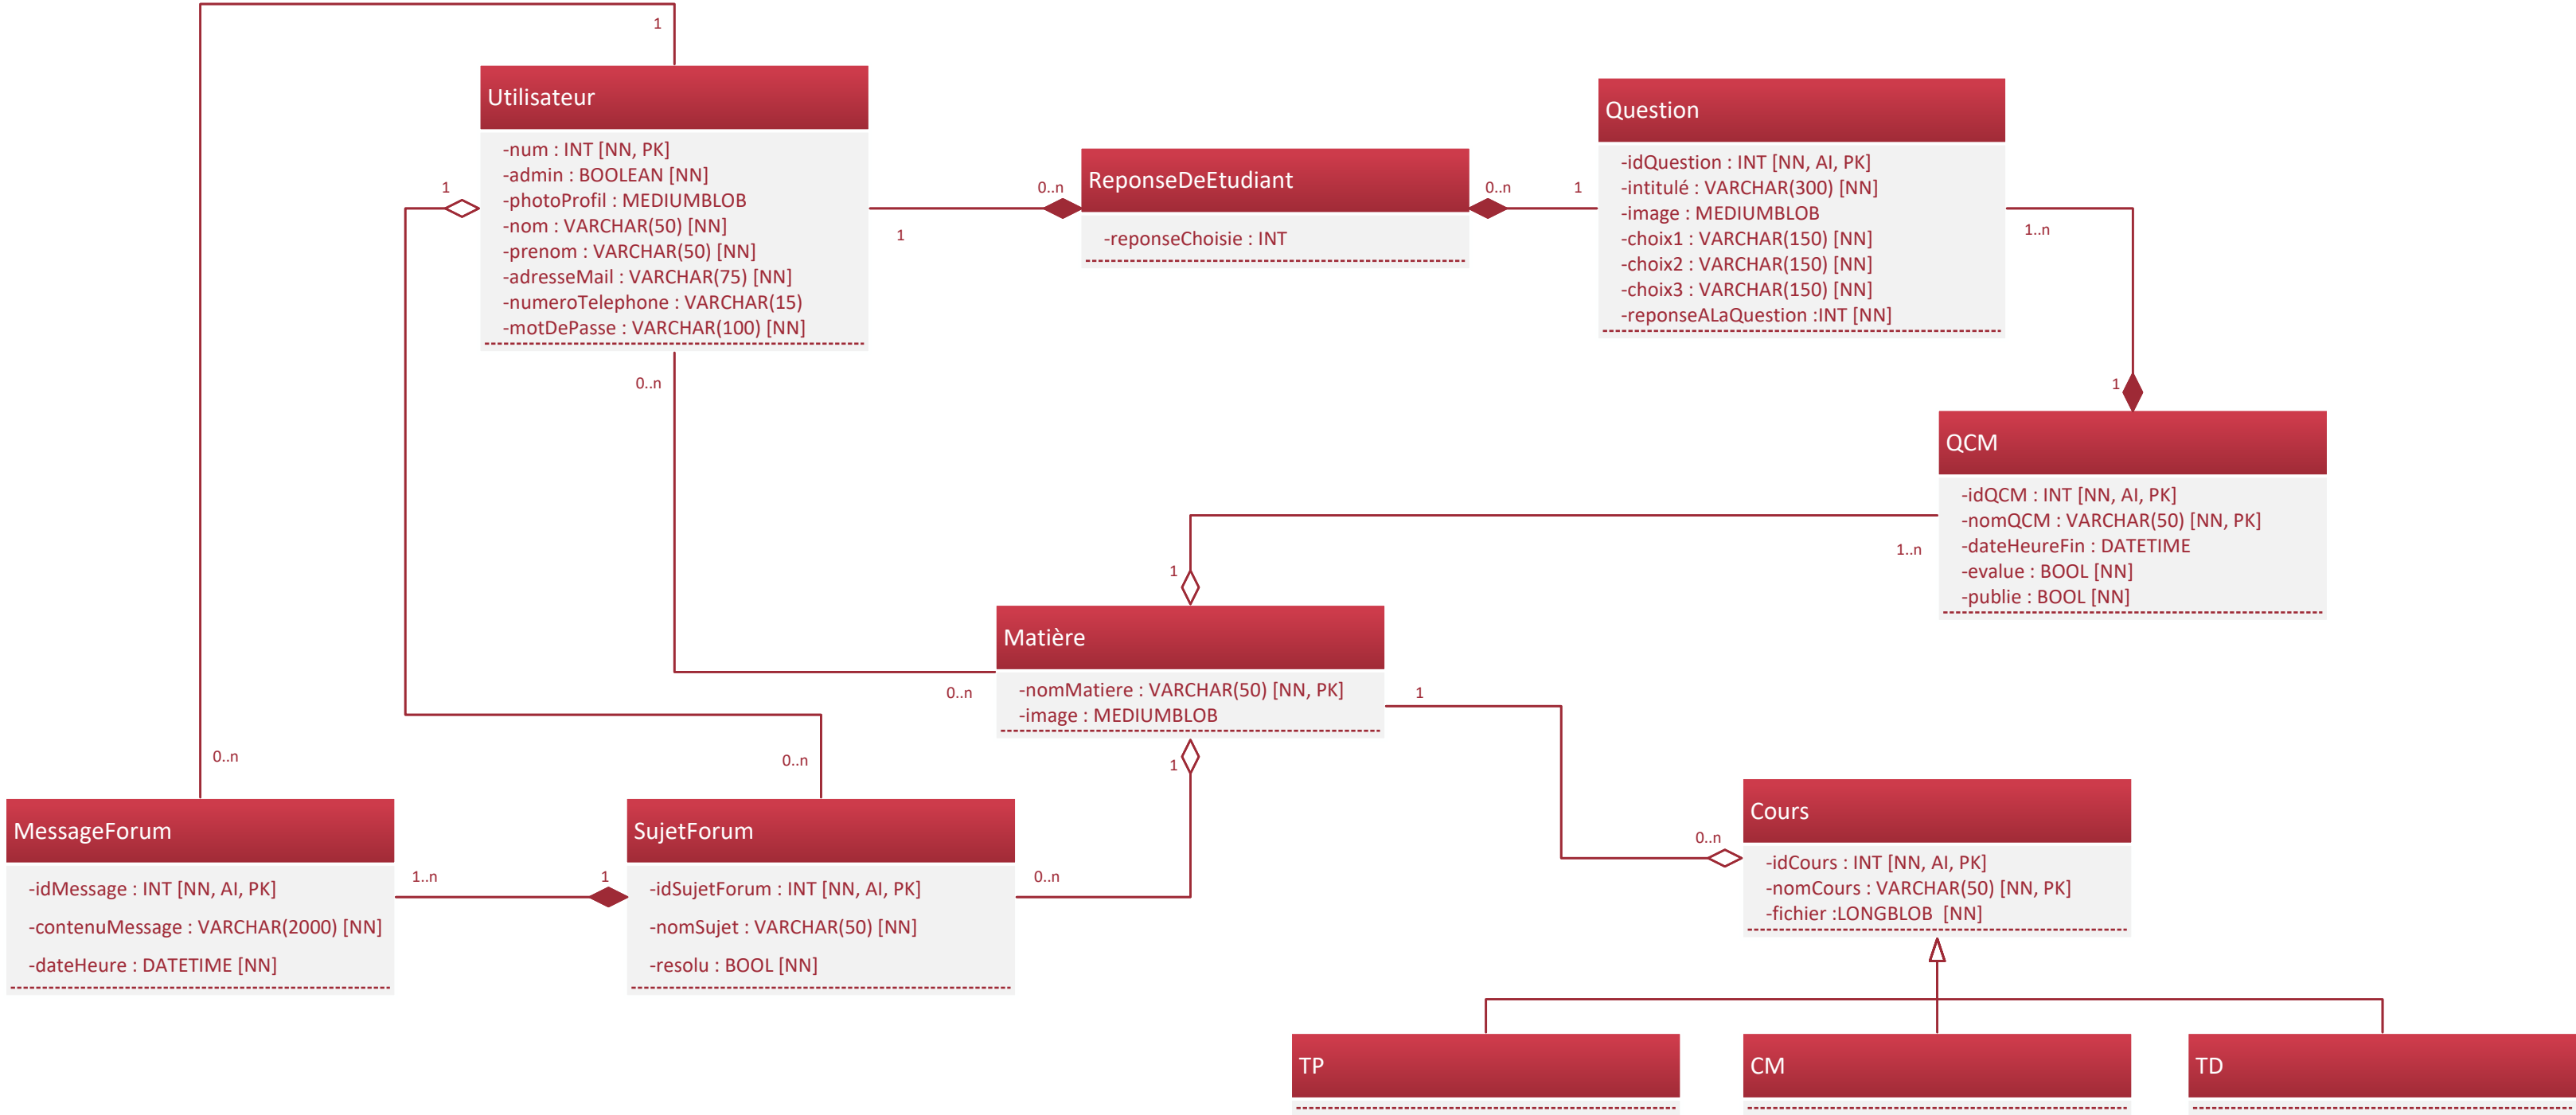 1
Utilisateur
-num : INT [NN, PK]
-admin : BOOLEAN [NN]
-photoProfil : MEDIUMBLOB
-nom : VARCHAR(50) [NN]
-prenom : VARCHAR(50) [NN]
-adresseMail : VARCHAR(75) [NN]
-numeroTelephone : VARCHAR(15)
-motDePasse : VARCHAR(100) [NN]
1
1
0..n
0..n
ReponseDeEtudiant
-reponseChoisie : INT
0..n
1
Question
-idQuestion : INT [NN, AI, PK]
-intitulé : VARCHAR(300) [NN]
-image : MEDIUMBLOB
-choix1 : VARCHAR(150) [NN]
-choix2 : VARCHAR(150) [NN]
-choix3 : VARCHAR(150) [NN]
-reponseALaQuestion :INT [NN]
1..n
1
QCM
-idQCM : INT [NN, AI, PK]
-nomQCM : VARCHAR(50) [NN, PK]
-dateHeureFin : DATETIME
-evalue : BOOL [NN]
-publie : BOOL [NN]
1..n
1
Matière
-nomMatiere : VARCHAR(50) [NN, PK]
-image : MEDIUMBLOB
0..n
1
1
0..n
0..n
MessageForum
-idMessage : INT [NN, AI, PK]
-contenuMessage : VARCHAR(2000) [NN]
-dateHeure : DATETIME [NN]
1..n
1
SujetForum
-idSujetForum : INT [NN, AI, PK]
-nomSujet : VARCHAR(50) [NN]
-resolu : BOOL [NN]
0..n
0..n
Cours
-idCours : INT [NN, AI, PK]
-nomCours : VARCHAR(50) [NN, PK]
-fichier :LONGBLOB [NN]
TP
CM
TD